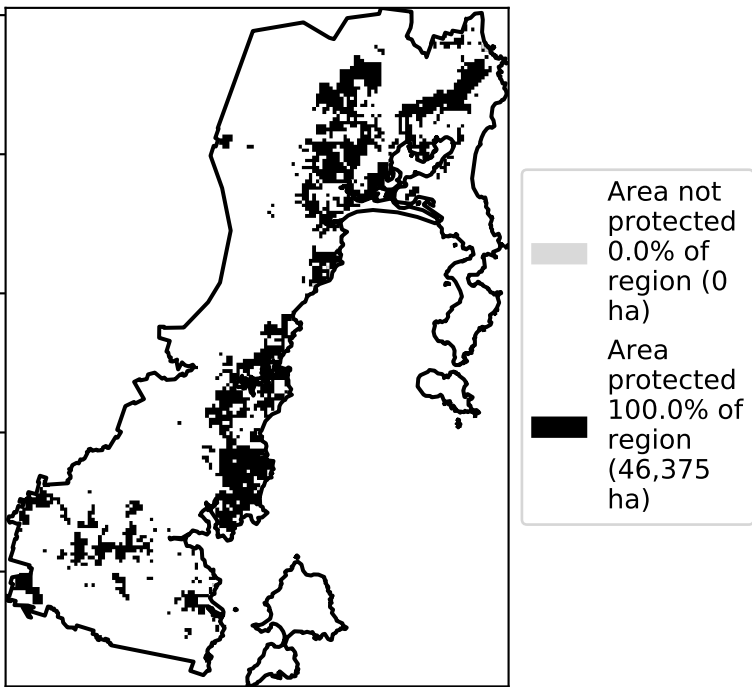 Area not
protected
0.0% of
region (0
ha)
Area
protected
100.0% of
region
(46,375
ha)